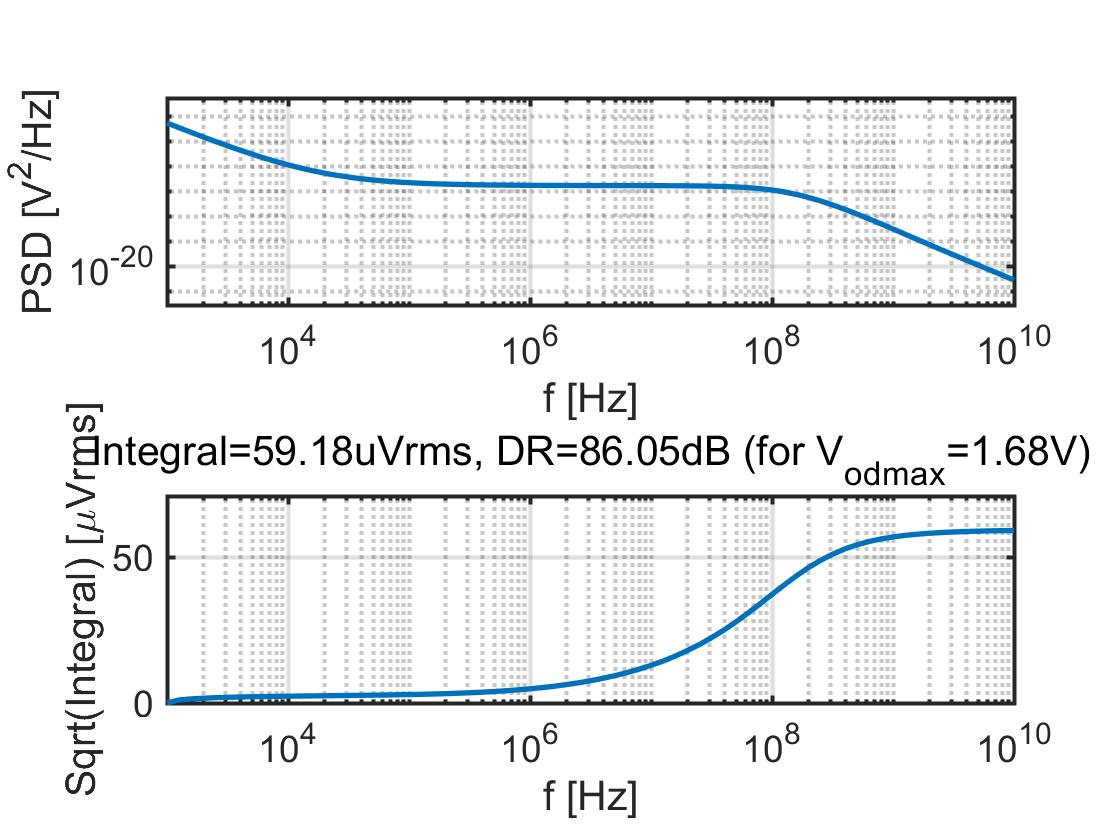 PSD [V²/Hz]
10⁻²⁰
10⁴ 10⁶ 10⁸ 10¹⁰
f [Hz]
Integral=59.18uVrms, DR=86.05dB (for V_odmax=1.68V)
Sqrt(Integral) [μVrms]
50
0
10⁴ 10⁶ 10⁸ 10¹⁰
f [Hz]